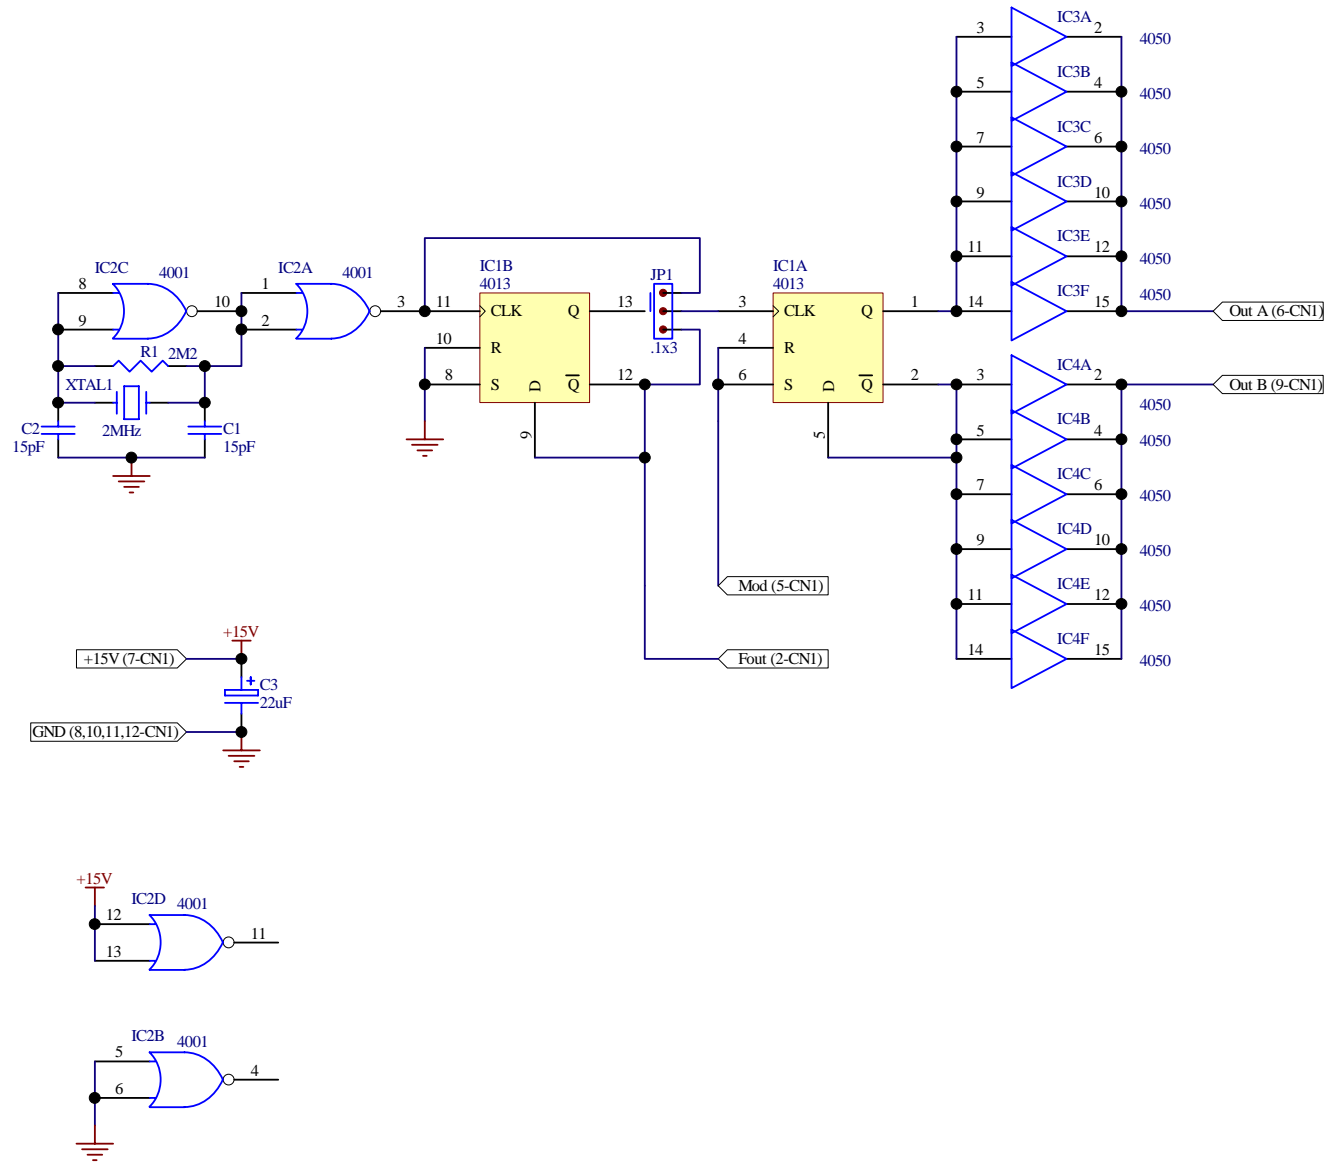 IC3A
3
2
4050
IC3B
5
4
4050
IC3C
7
6
4050
IC3D
9
10
4050
IC3E
11
12
4050
IC3F
14
15
4050
Out A (6-CN1)
IC2C
4001
8
9
10
R1 2M2
XTAL1
2MHz
C2
15pF
C1
15pF
IC2A
4001
1
2
3
IC1B
4013
11
CLK
Q
13
10
R
8
S
D
Q
12
9
JP1
.1x3
IC1A
4013
3
CLK
Q
1
4
R
6
S
D
Q
2
5
IC4A
3
2
4050
Out B (9-CN1)
IC4B
5
4
4050
IC4C
7
6
4050
IC4D
9
10
4050
IC4E
11
12
4050
IC4F
14
15
4050
Mod (5-CN1)
Fout (2-CN1)
+15V
+15V (7-CN1)
+
C3
22uF
GND (8,10,11,12-CN1)
+15V
IC2D
4001
12
13
11
IC2B
4001
5
6
4